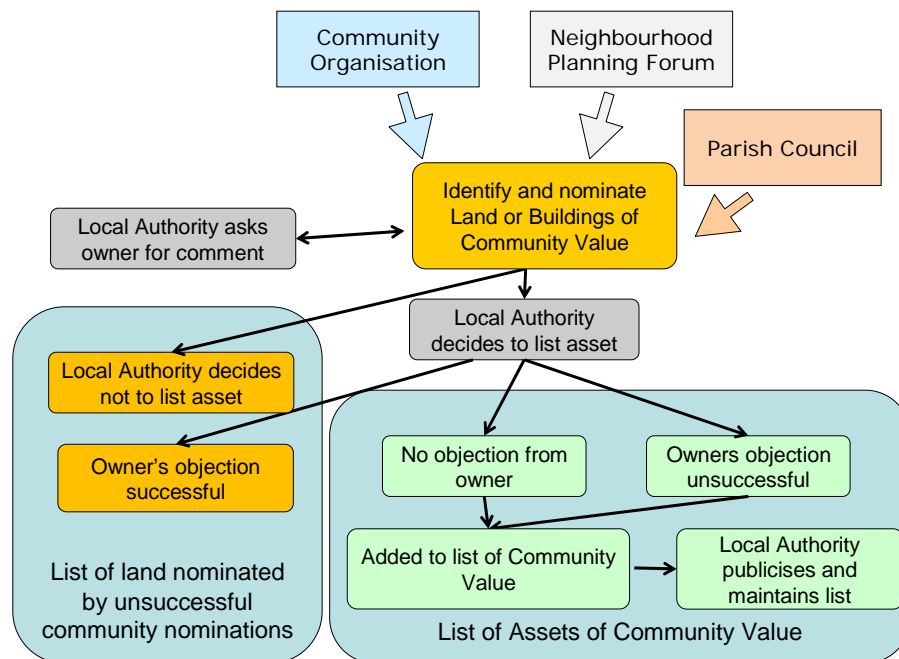 Community
Organisation
Neighbourhood
Planning Forum
Parish Council
Identify and nominate
Land or Buildings of
Community Value
Local Authority asks
owner for comment
Local Authority
decides to list asset
Local Authority decides
not to list asset
Owner's objection
successful
No objection from
owner
Owners objection
unsuccessful
Added to list of Community
Value
Local Authority
publicises and
maintains list
List of land nominated
by unsuccessful
community nominations
List of Assets of Community Value